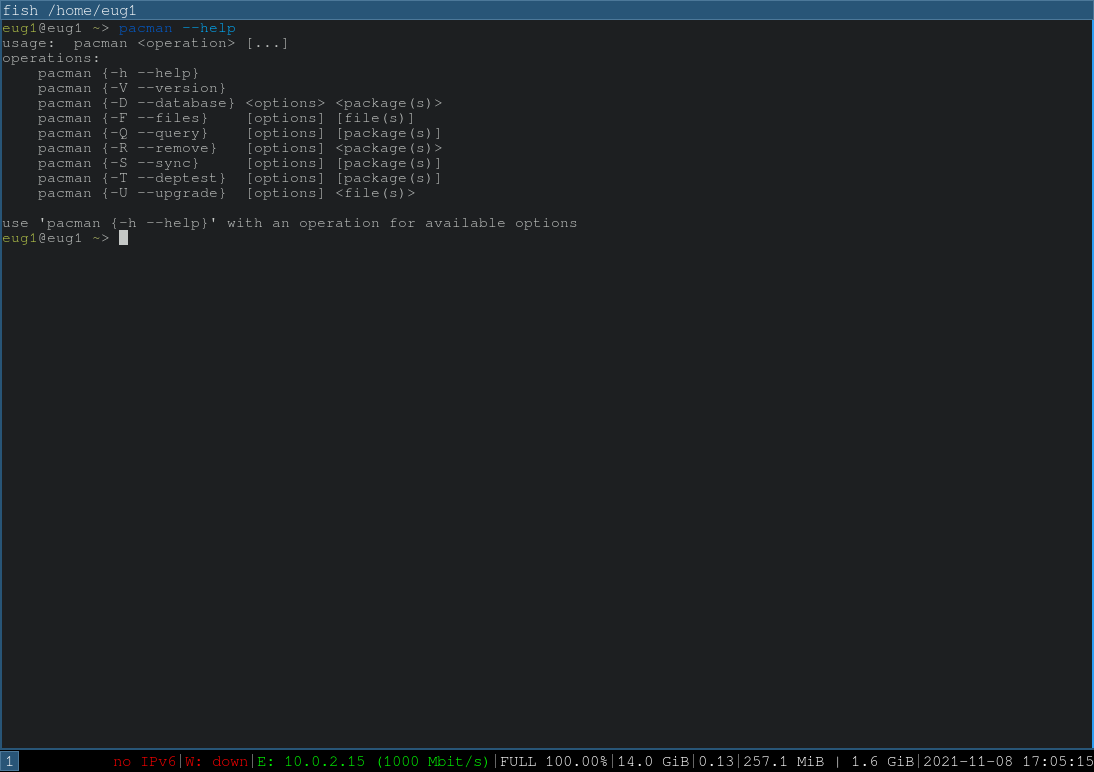 fish /home/eug1
eug1@eug1 ~> pacman --help
usage:  pacman <operation> [...]
operations:
    pacman {-h --help}
    pacman {-V --version}
    pacman {-D --database} <options> <package(s)>
    pacman {-F --files}    [options] [file(s)]
    pacman {-Q --query}    [options] [package(s)]
    pacman {-R --remove}   [options] <package(s)>
    pacman {-S --sync}     [options] [package(s)]
    pacman {-T --deptest}  [options] [package(s)]
    pacman {-U --upgrade}  [options] <file(s)>

use 'pacman {-h --help}' with an operation for available options
eug1@eug1 ~>
1 no IPv6|W: down|E: 10.0.2.15 (1000 Mbit/s)|FULL 100.00%|14.0 GiB|0.13|257.1 MiB | 1.6 GiB|2021-11-08 17:05:15